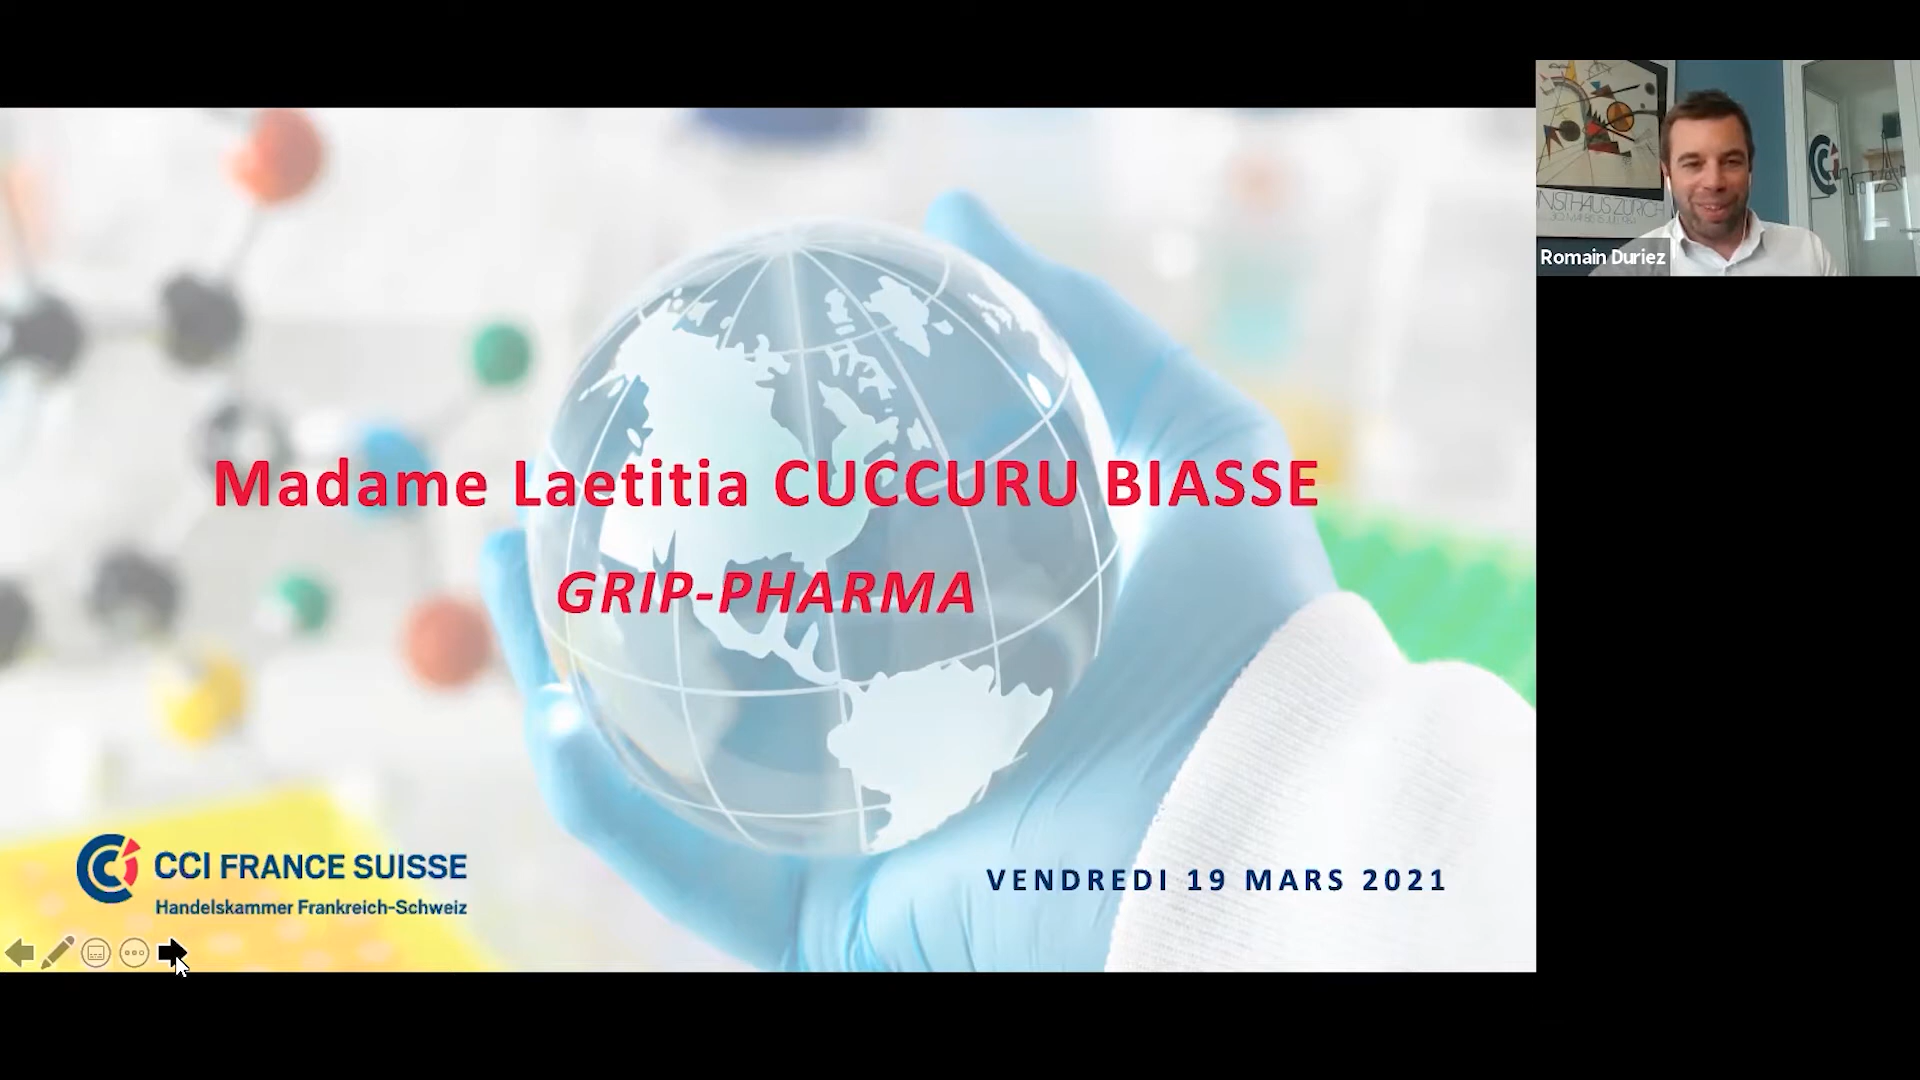 Madame Laetitia CUCCURU BIASSE
GRIP-PHARMA
CCI FRANCE SUISSE
Handelskammer Frankreich-Schweiz
VENDREDI 19 MARS 2021
Romain Duriez